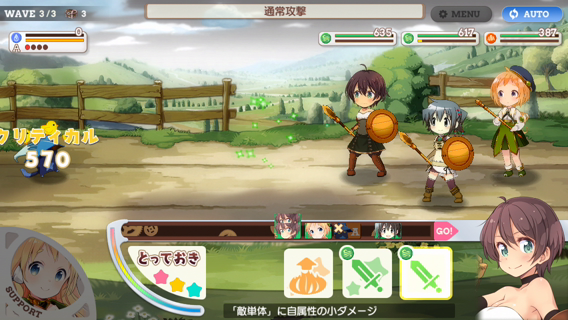 WAVE 3/3 3
通常攻撃
MENU
AUTO
0
A
635
617
387
クリティカル
570
GO!
とっておき
SUPPORT
「敵単体」に自属性の小ダメージ